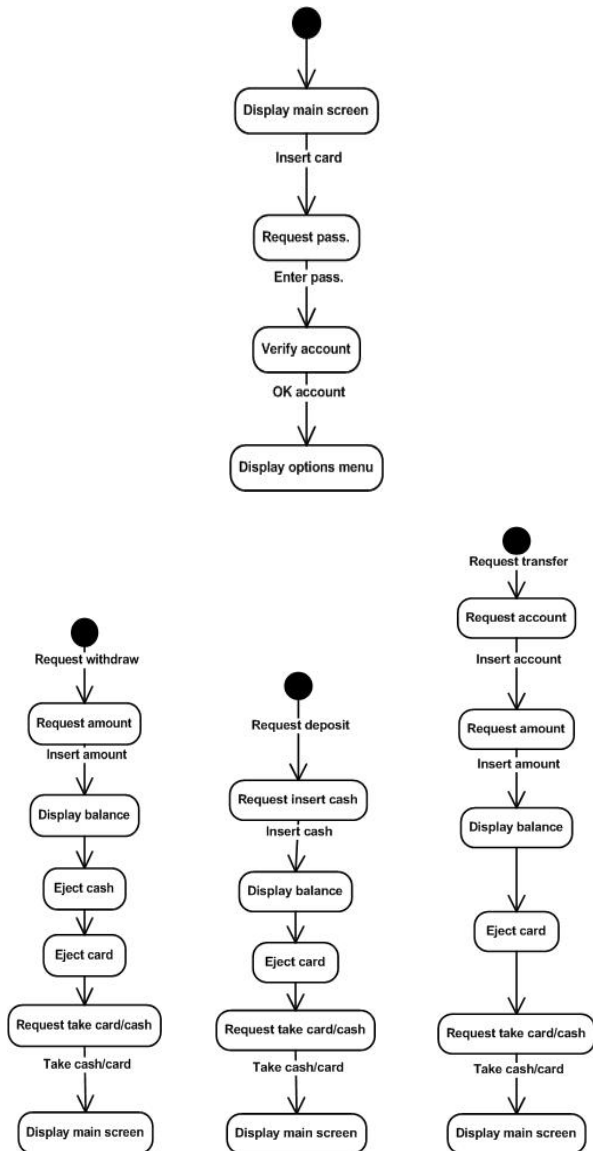 Display main screen
Insert card
Request pass.
Enter pass.
Verify account
OK account
Display options menu
Request withdraw
Request amount
Insert amount
Display balance
Eject cash
Eject card
Request take card/cash
Take cash/card
Display main screen
Request deposit
Request insert cash
Insert cash
Display balance
Eject card
Request take card/cash
Take cash/card
Display main screen
Request transfer
Request account
Insert account
Request amount
Insert amount
Display balance
Eject card
Request take card/cash
Take cash/card
Display main screen